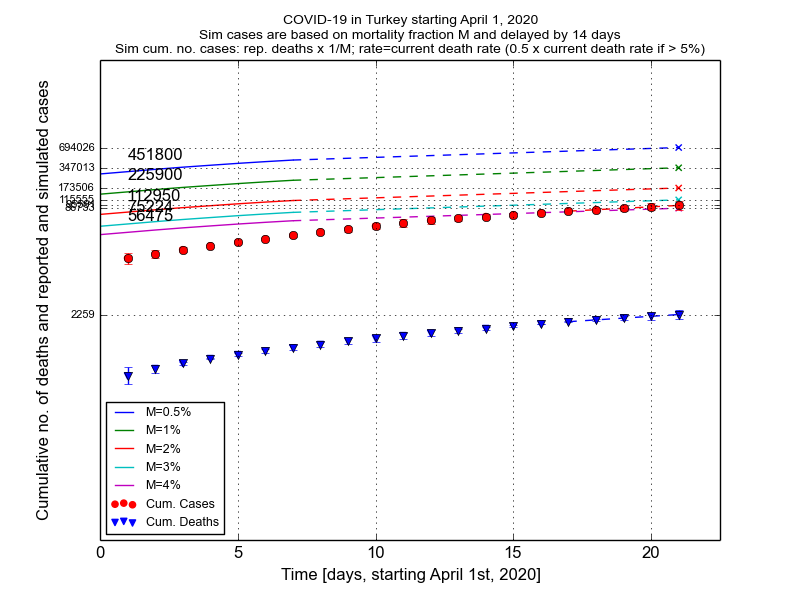 COVID-19 in Turkey starting April 1, 2020
Sim cases are based on mortality fraction M and delayed by 14 days
Sim cum. no. cases: rep. deaths x 1/M; rate=current death rate (0.5 x current death rate if > 5%)
Cumulative no. of deaths and reported and simulated cases
694026
347013
173506
115555
86753
2259
451800
225900
112950
75224
56475
M=0.5%
M=1%
M=2%
M=3%
M=4%
Cum. Cases
Cum. Deaths
0
5
10
15
20
Time [days, starting April 1st, 2020]